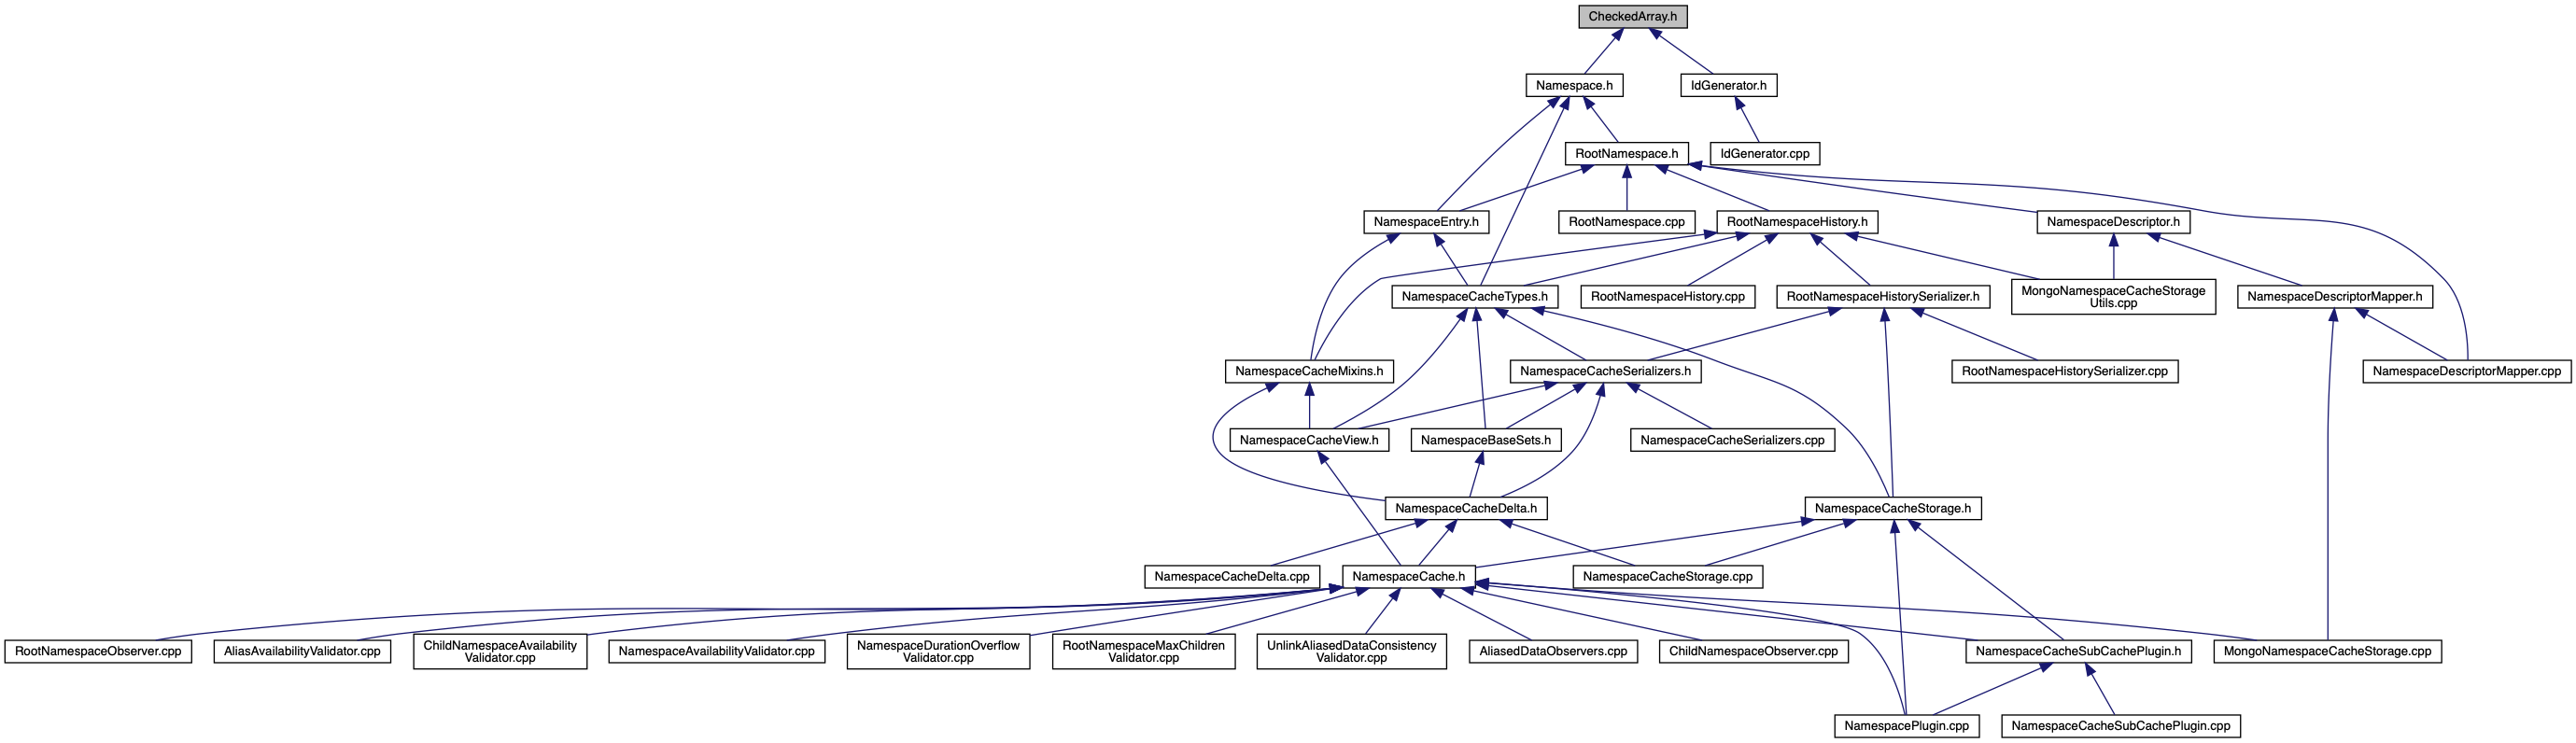 CheckedArray.h
Namespace.h
IdGenerator.h
RootNamespace.h
IdGenerator.cpp
NamespaceEntry.h
RootNamespace.cpp
RootNamespaceHistory.h
NamespaceDescriptor.h
NamespaceCacheTypes.h
RootNamespaceHistory.cpp
RootNamespaceHistorySerializer.h
MongoNamespaceCacheStorage
Utils.cpp
NamespaceDescriptorMapper.h
NamespaceCacheMixins.h
NamespaceCacheSerializers.h
RootNamespaceHistorySerializer.cpp
NamespaceDescriptorMapper.cpp
NamespaceCacheView.h
NamespaceBaseSets.h
NamespaceCacheSerializers.cpp
NamespaceCacheDelta.h
NamespaceCacheStorage.h
NamespaceCacheDelta.cpp
NamespaceCache.h
NamespaceCacheStorage.cpp
RootNamespaceObserver.cpp
AliasAvailabilityValidator.cpp
ChildNamespaceAvailability
Validator.cpp
NamespaceAvailabilityValidator.cpp
NamespaceDurationOverflow
Validator.cpp
RootNamespaceMaxChildren
Validator.cpp
UnlinkAliasedDataConsistency
Validator.cpp
AliasedDataObservers.cpp
ChildNamespaceObserver.cpp
NamespaceCacheSubCachePlugin.h
MongoNamespaceCacheStorage.cpp
NamespacePlugin.cpp
NamespaceCacheSubCachePlugin.cpp